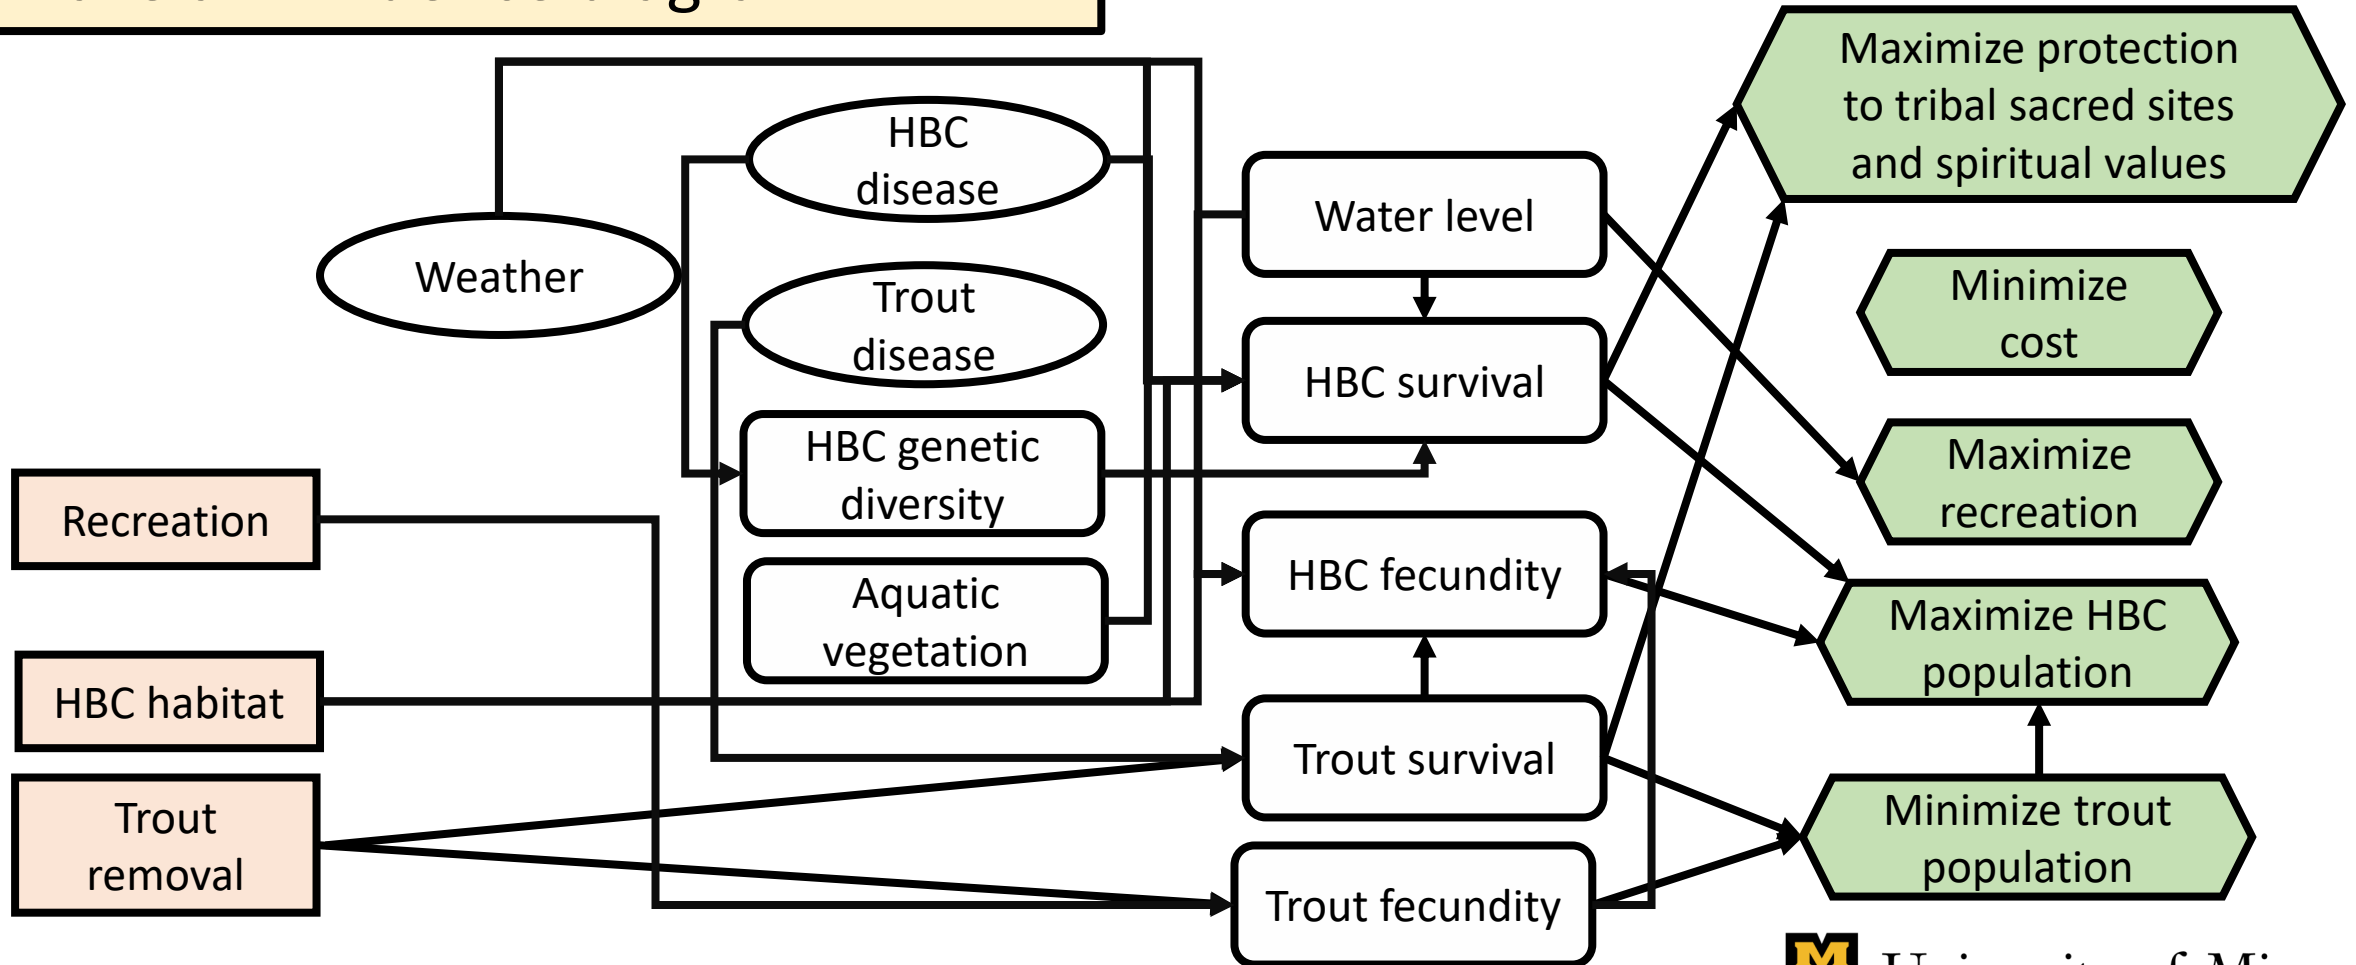 HBC
disease
Weather
Trout
disease
HBC genetic
diversity
Aquatic
vegetation
Recreation
HBC habitat
Trout
removal
Water level
HBC survival
HBC fecundity
Trout survival
Trout fecundity
Maximize protection
to tribal sacred sites
and spiritual values
Minimize
cost
Maximize
recreation
Maximize HBC
population
Minimize trout
population
M
University of